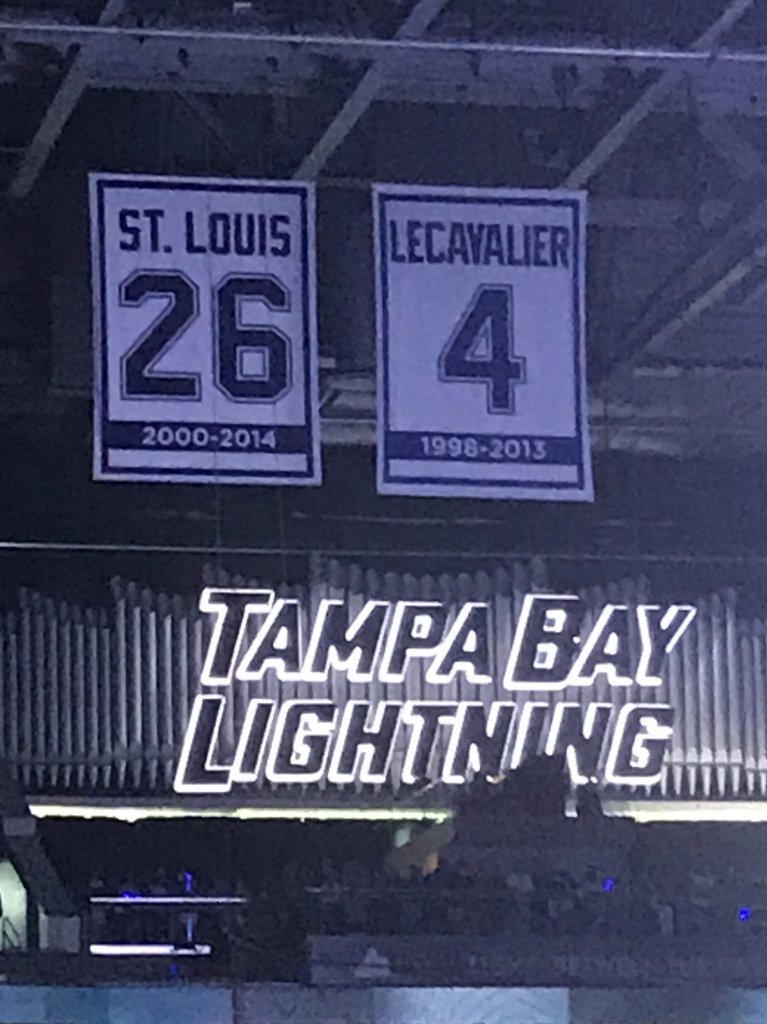 ST. LOUIS
26
2000-2014
LECAVALIER
4
1998-2013
TAMPA BAY
LIGHTNING